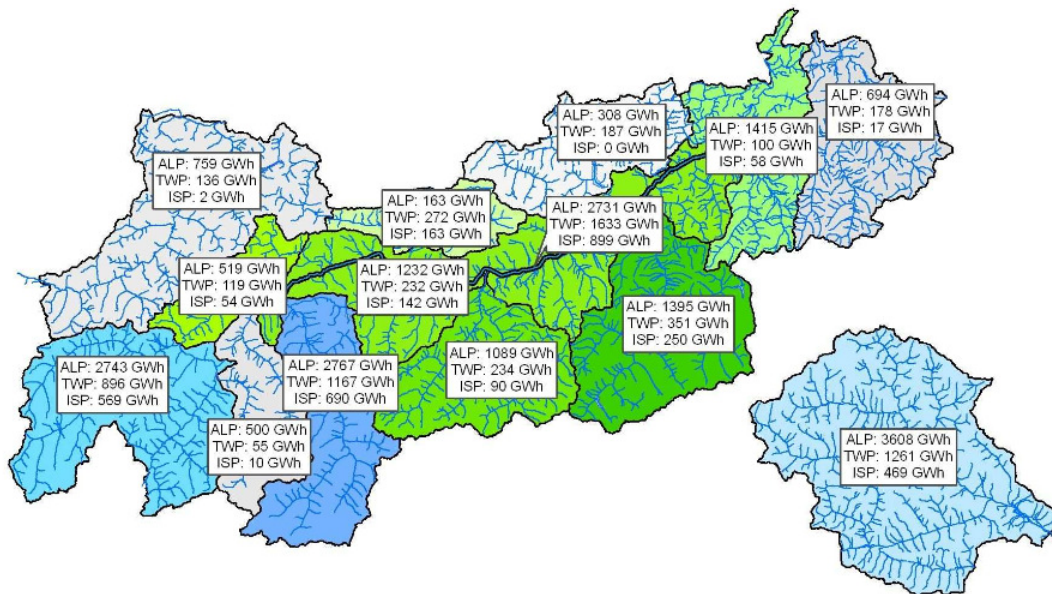 ALP: 694 GWh
TWP: 178 GWh
ISP: 17 GWh
ALP: 308 GWh
TWP: 187 GWh
ISP: 0 GWh
ALP: 1415 GWh
TWP: 100 GWh
ISP: 58 GWh
ALP: 759 GWh
TWP: 136 GWh
ISP: 2 GWh
ALP: 163 GWh
TWP: 272 GWh
ISP: 163 GWh
ALP: 2731 GWh
TWP: 1633 GWh
ISP: 899 GWh
ALP: 519 GWh
TWP: 119 GWh
ISP: 54 GWh
ALP: 1232 GWh
TWP: 232 GWh
ISP: 142 GWh
ALP: 1395 GWh
TWP: 351 GWh
ISP: 250 GWh
ALP: 2743 GWh
TWP: 896 GWh
ISP: 569 GWh
ALP: 2767 GWh
TWP: 1167 GWh
ISP: 690 GWh
ALP: 1089 GWh
TWP: 234 GWh
ISP: 90 GWh
ALP: 500 GWh
TWP: 55 GWh
ISP: 10 GWh
ALP: 3608 GWh
TWP: 1261 GWh
ISP: 469 GWh